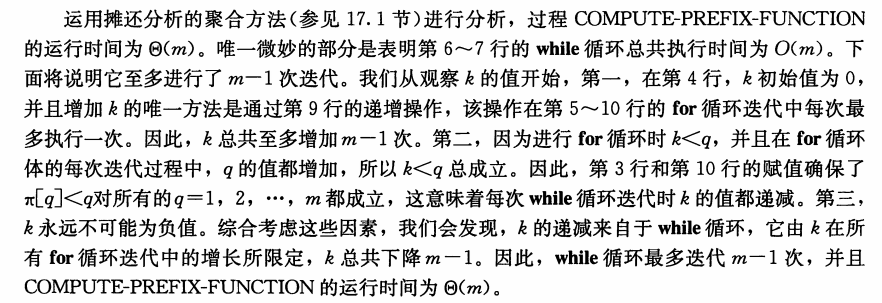 运用摊还分析的聚合方法(参见 17.1 节)进行分析，过程 COMPUTE-PREFIX-FUNCTION
的运行时间为 Θ(m)。唯一微妙的部分是表明第 6～7 行的 while 循环总共执行时间为 O(m)。下
面将说明它至多进行了 m－1 次迭代。我们从观察 k 的值开始，第一，在第 4 行，k 初始值为 0，
并且增加 k 的唯一方法是通过第 9 行的递增操作，该操作在第 5～10 行的 for 循环迭代中每次最
多执行一次。因此，k 总共至多增加 m－1 次。第二，因为进行 for 循环时 k<q，并且在 for 循环
体的每次迭代过程中，q 的值都增加，所以 k<q 总成立。因此，第 3 行和第 10 行的赋值确保了
π[q]<q对所有的 q＝1，2，…，m 都成立，这意味着每次 while 循环迭代时 k 的值都递减。第三，
k 永远不可能为负值。综合考虑这些因素，我们会发现，k 的递减来自于 while 循环，它由 k 在所
有 for 循环迭代中的增长所限定，k 总共下降 m－1。因此，while 循环最多迭代 m－1 次，并且
COMPUTE-PREFIX-FUNCTION 的运行时间为 Θ(m)。